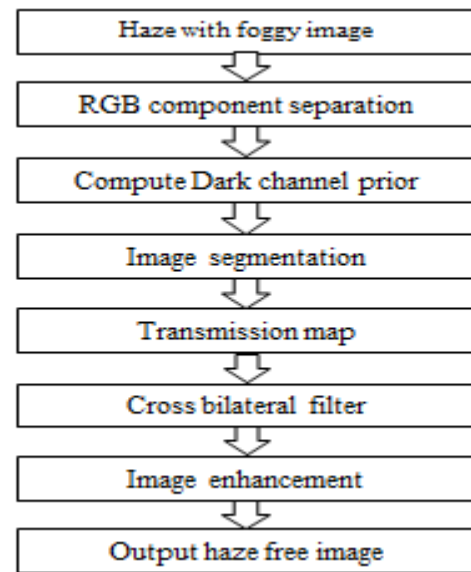 Haze with foggy image
RGB component separation
Compute Dark channel prior
Image segmentation
Transmission map
Cross bilateral filter
Image enhancement
Output haze free image